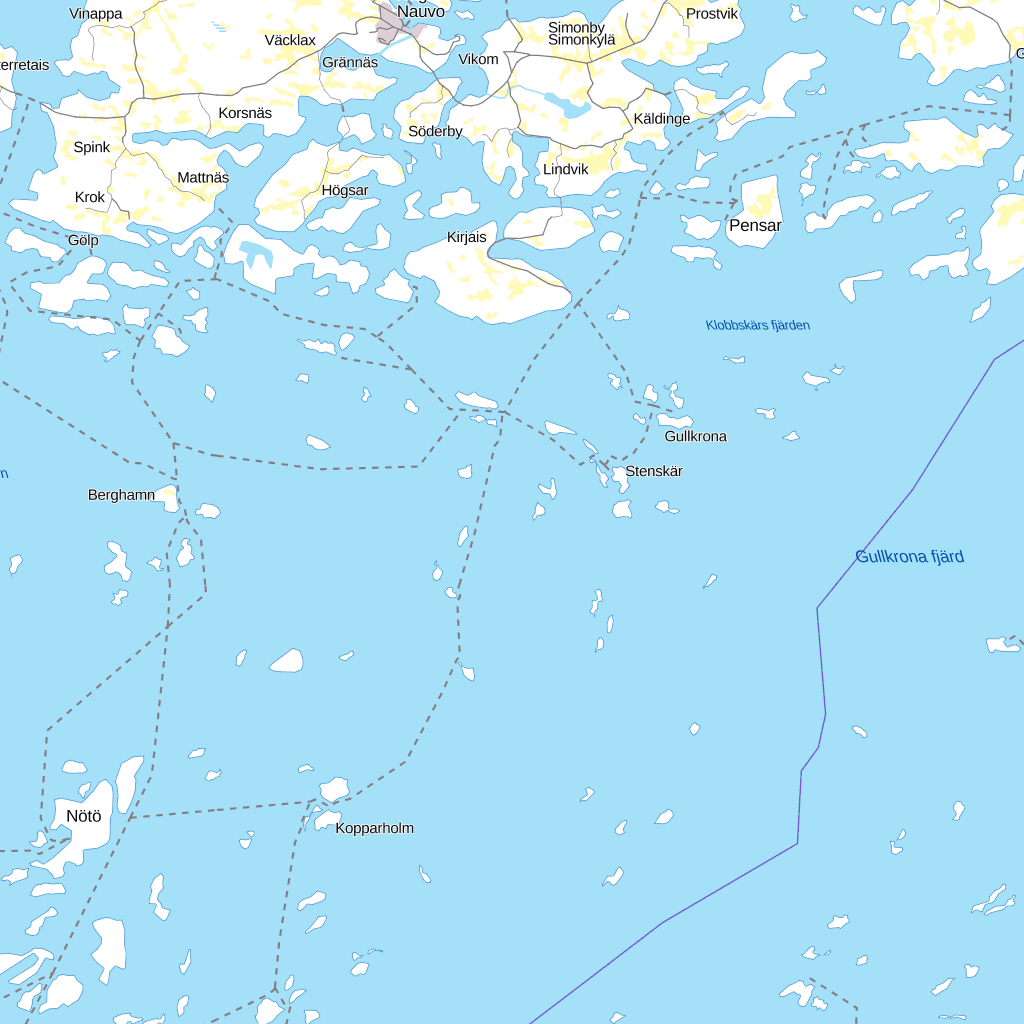 Vinappa
Nauvo
Prostvik
Simonby
Simonkylä
Väcklax
Grännäs
Vikom
Korsnäs
Käldinge
Söderby
Spink
Lindvik
Mattnäs
Högsar
Krok
Pensar
Gölp
Kirjais
Klobbskärs fjärden
Gullkrona
Stenskär
Berghamn
Gullkrona fjärd
Nötö
Kopparholm